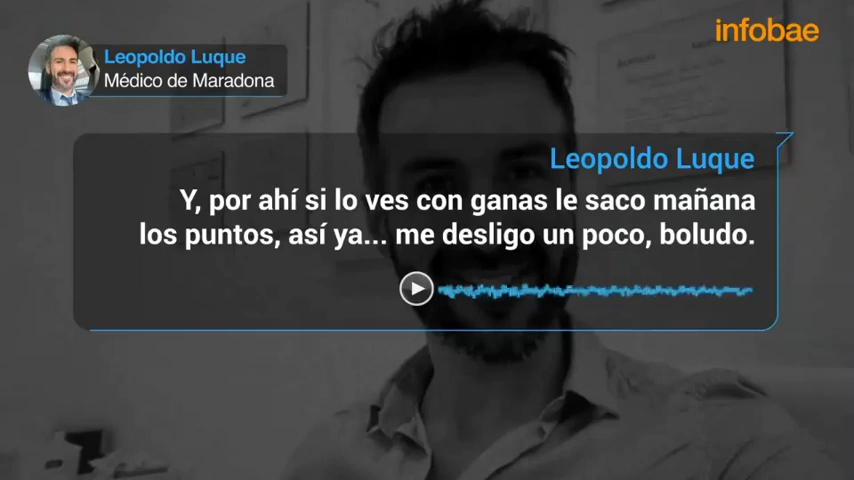 infobae
Leopoldo Luque
Médico de Maradona
Leopoldo Luque
Y, por ahí si lo ves con ganas le saco mañana
los puntos, así ya... me desligo un poco, boludo.